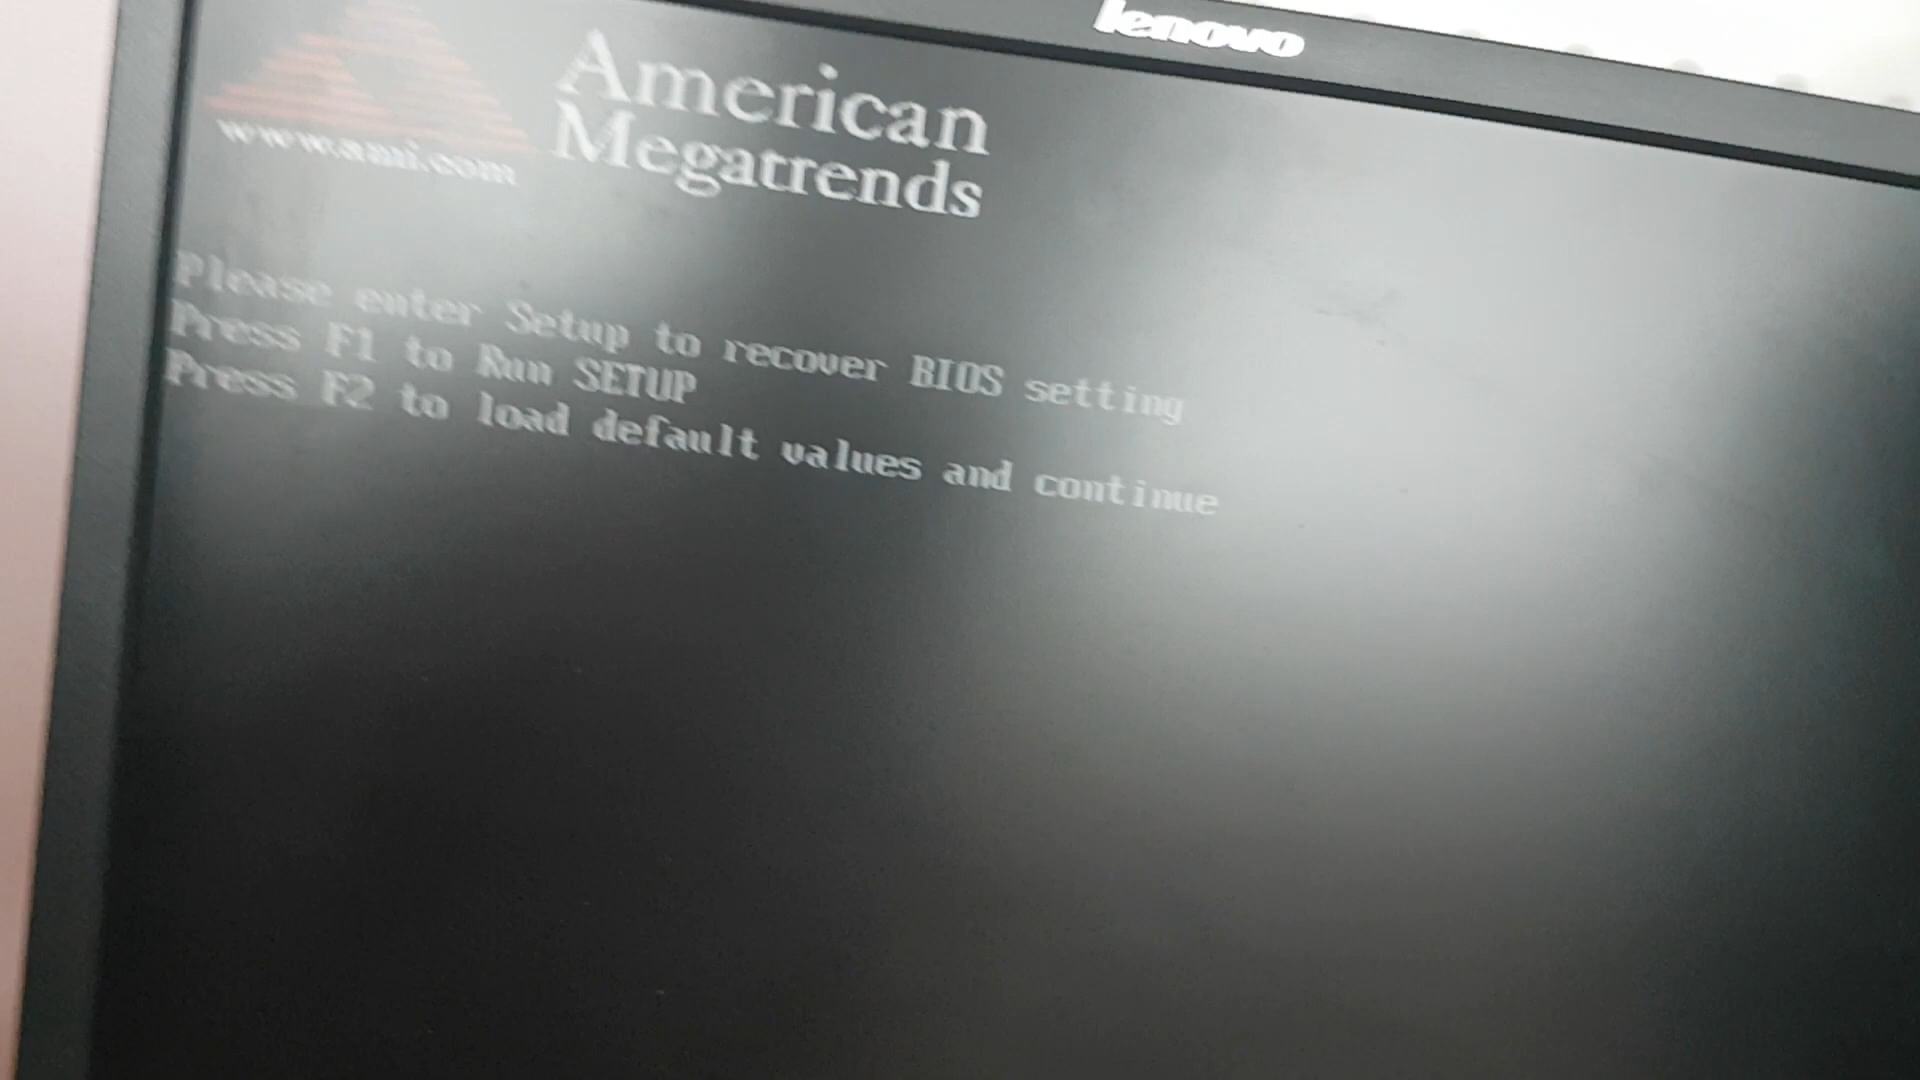 lenovo
American
Megatrends
www.ami.com
Please enter Setup to recover BIOS setting
Press F1 to Run SETUP
Press F2 to load default values and continue